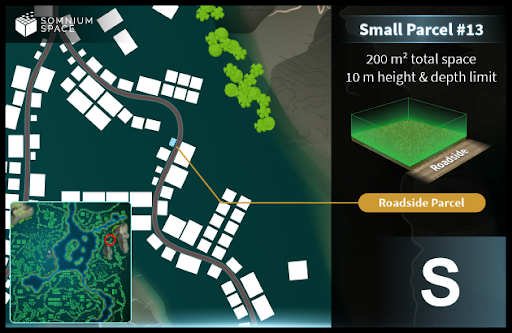 SOMNIUM
SPACE
Small Parcel #13
200 m² total space
10 m height & depth limit
Roadside
Roadside Parcel
S